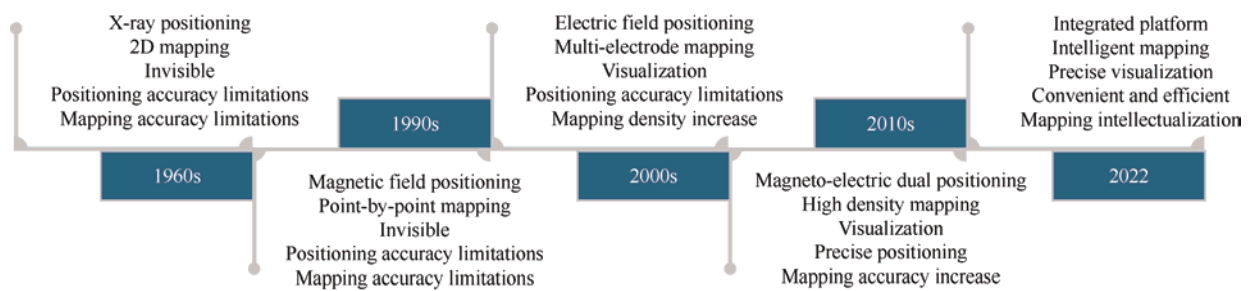 X-ray positioning
2D mapping
Invisible
Positioning accuracy limitations
Mapping accuracy limitations
1960s
1990s
Magnetic field positioning
Point-by-point mapping
Invisible
Positioning accuracy limitations
Mapping accuracy limitations
Electric field positioning
Multi-electrode mapping
Visualization
Positioning accuracy limitations
Mapping density increase
2000s
2010s
Magneto-electric dual positioning
High density mapping
Visualization
Precise positioning
Mapping accuracy increase
Integrated platform
Intelligent mapping
Precise visualization
Convenient and efficient
Mapping intellectualization
2022